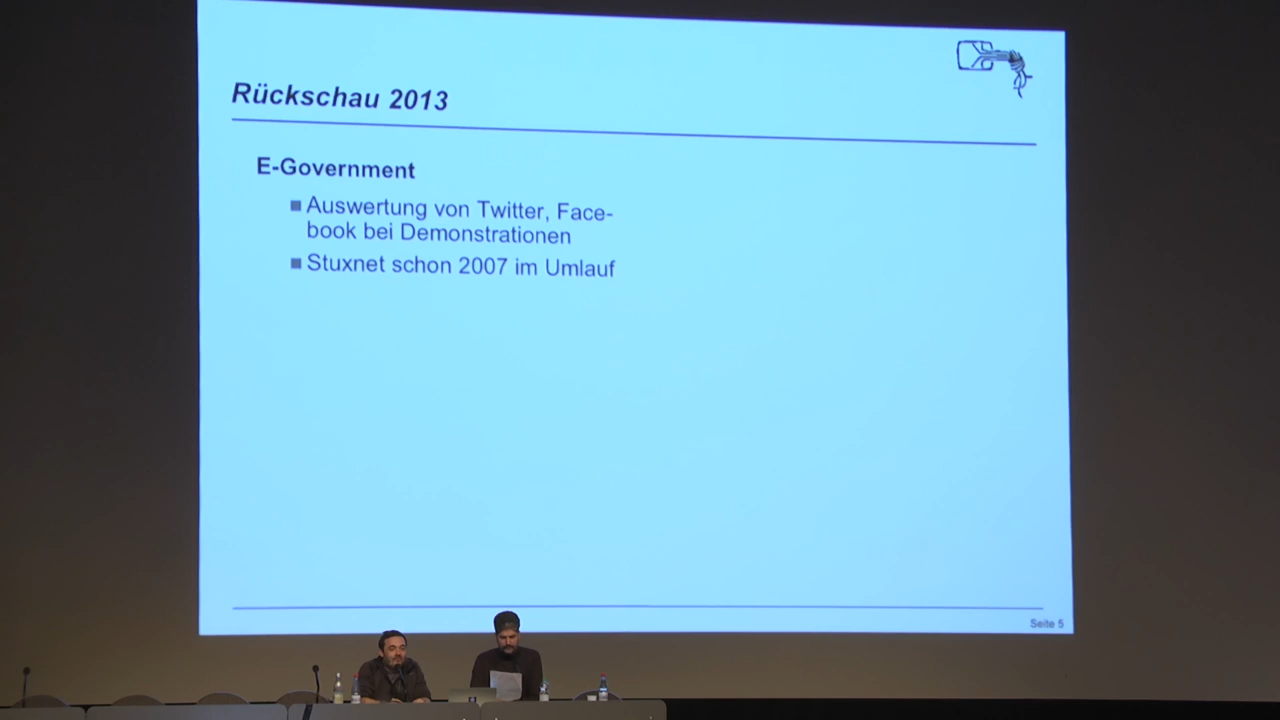 Rückschau 2013
E-Government
Auswertung von Twitter, Face-
book bei Demonstrationen
Stuxnet schon 2007 im Umlauf
Seite 5